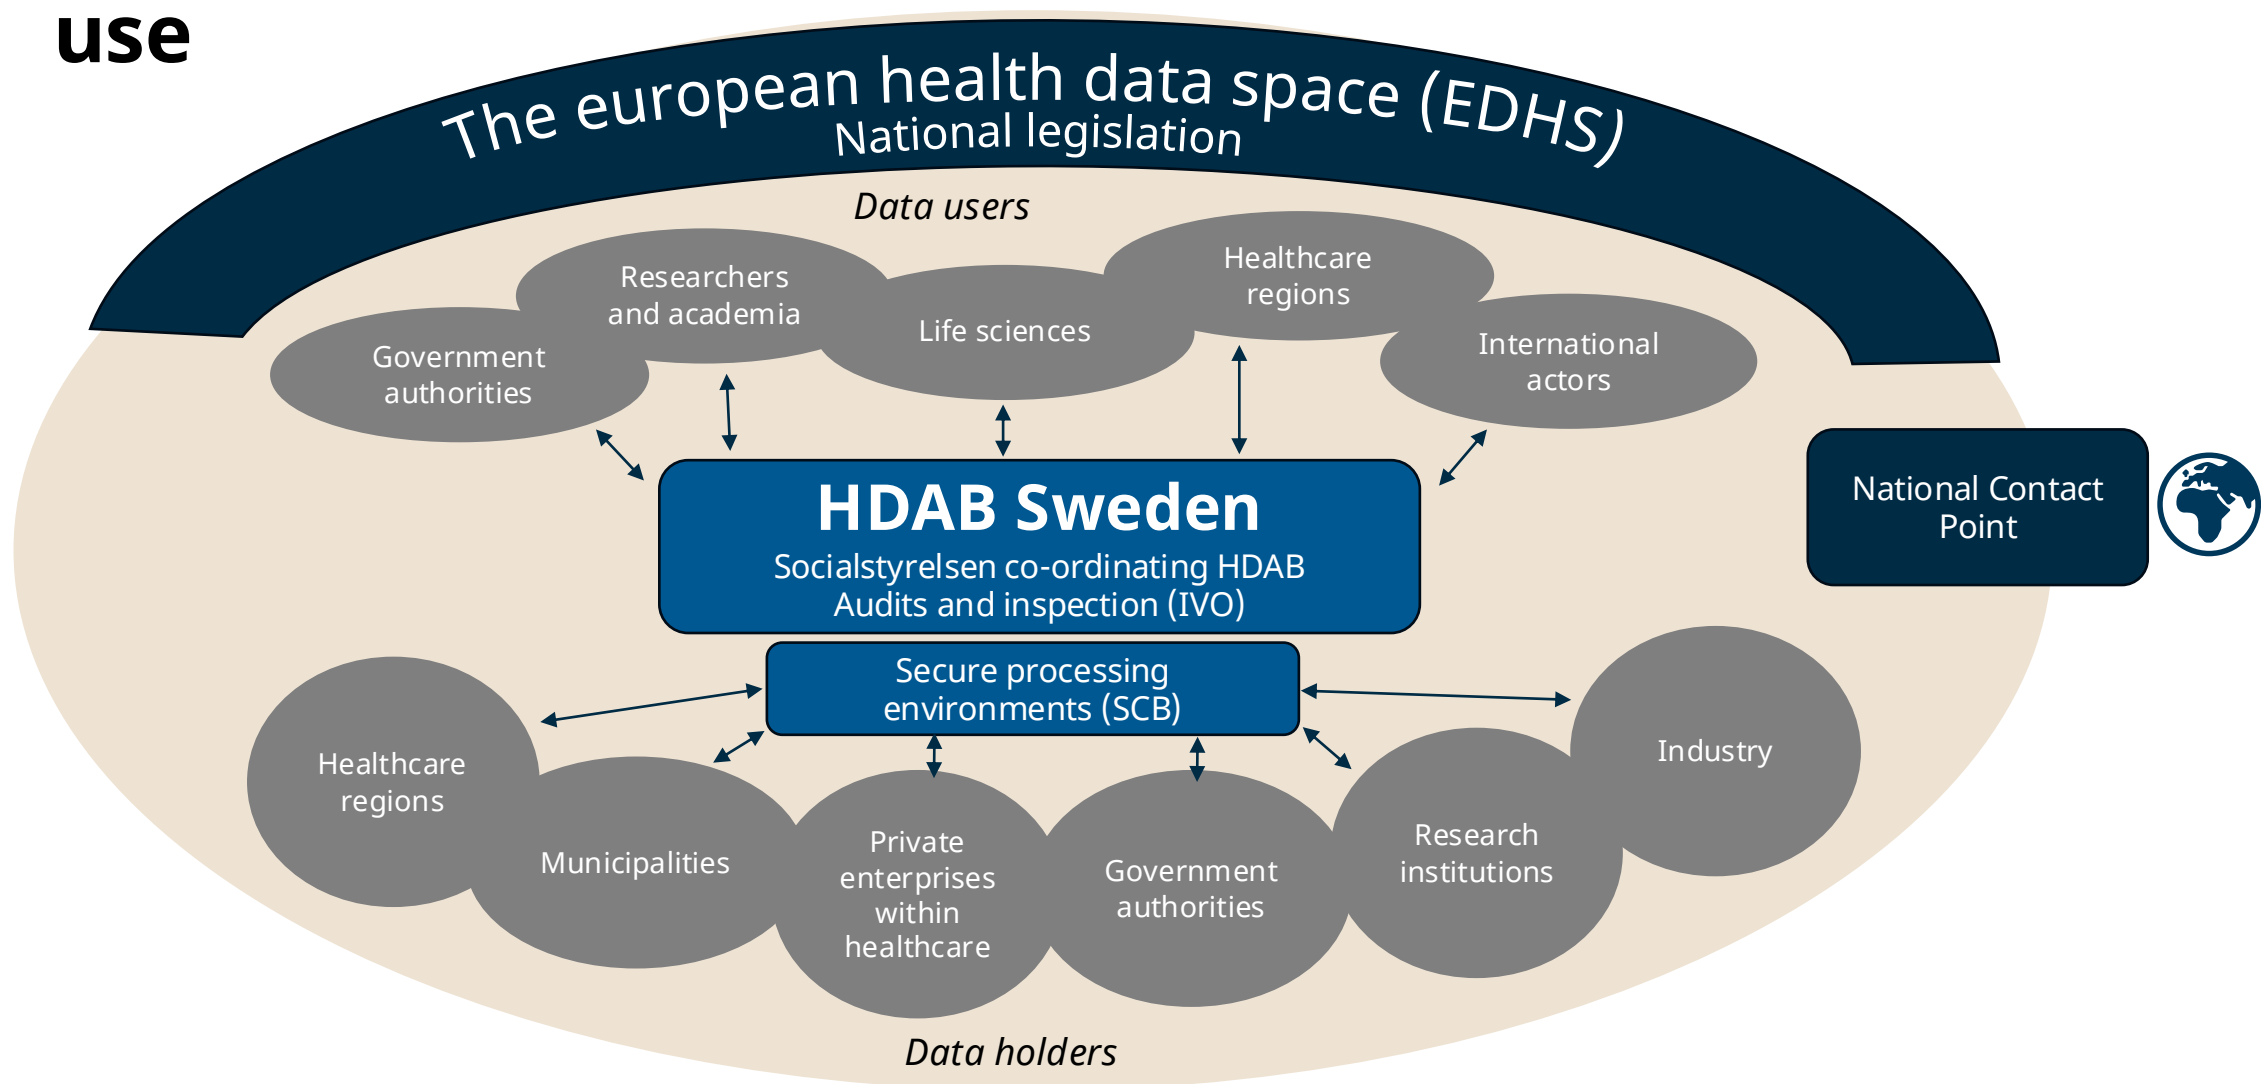 use
The european health data space (EDHS)
National legislation
Data users
Researchers
and academia
Healthcare
regions
Life sciences
Government
authorities
International
actors
HDAB Sweden
Socialstyrelsen co-ordinating HDAB
Audits and inspection (IVO)
National Contact
Point
Secure processing
environments (SCB)
Healthcare
regions
Municipalities
Private
enterprises
within
healthcare
Government
authorities
Research
institutions
Industry
Data holders